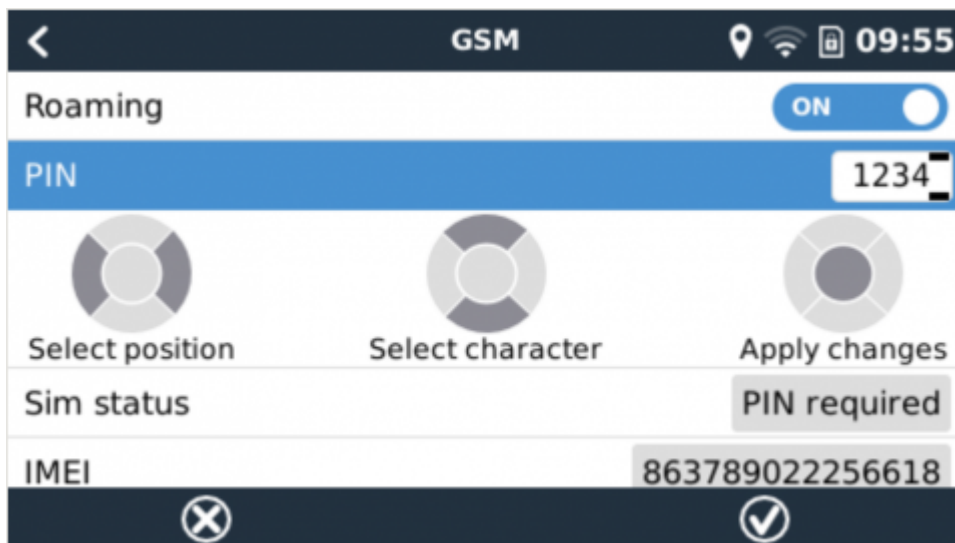 GSM 09:55
Roaming ON
PIN 1234
Select position Select character Apply changes
Sim status PIN required
IMEI 863789022256618